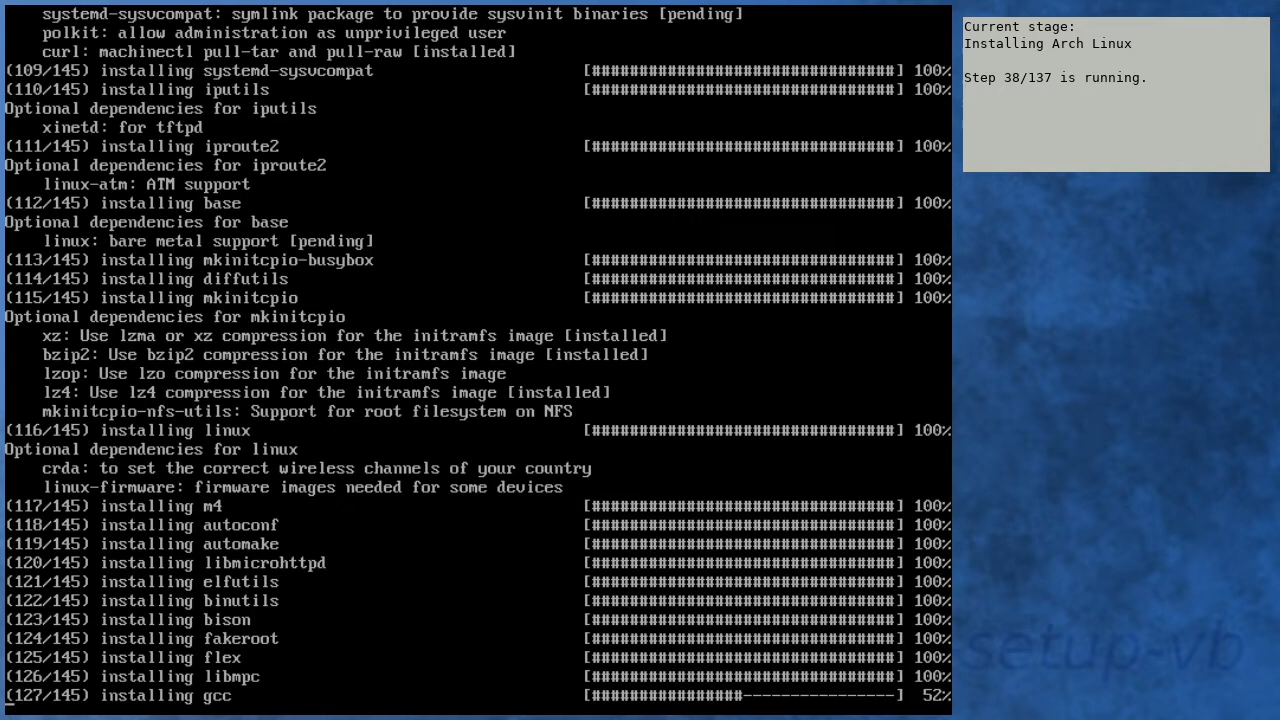 systemd-sysvcompat: symlink package to provide sysvinit binaries [pending]
polkit: allow administration as unprivileged user
curl: machinectl pull-tar and pull-raw [installed]
(109/145) installing systemd-sysvcompat [################################] 100%
(110/145) installing iputils [################################] 100%
Optional dependencies for iputils
xinetd: for tftpd
(111/145) installing iproute2 [################################] 100%
Optional dependencies for iproute2
linux-atm: ATM support
(112/145) installing base [################################] 100%
Optional dependencies for base
linux: bare metal support [pending]
(113/145) installing mkinitcpio-busybox [################################] 100%
(114/145) installing diffutils [################################] 100%
(115/145) installing mkinitcpio [################################] 100%
Optional dependencies for mkinitcpio
xz: Use lzma or xz compression for the initramfs image [installed]
bzip2: Use bzip2 compression for the initramfs image [installed]
lzop: Use lzo compression for the initramfs image
lz4: Use lz4 compression for the initramfs image [installed]
mkinitcpio-nfs-utils: Support for root filesystem on NFS
(116/145) installing linux [################################] 100%
Optional dependencies for linux
crda: to set the correct wireless channels of your country
linux-firmware: firmware images needed for some devices
(117/145) installing m4 [################################] 100%
(118/145) installing autoconf [################################] 100%
(119/145) installing automake [################################] 100%
(120/145) installing libmicrohttpd [################################] 100%
(121/145) installing elfutils [################################] 100%
(122/145) installing binutils [################################] 100%
(123/145) installing bison [################################] 100%
(124/145) installing fakeroot [################################] 100%
(125/145) installing flex [################################] 100%
(126/145) installing libmpc [################################] 100%
(127/145) installing gcc [################----------------] 52%
Current stage:
Installing Arch Linux
Step 38/137 is running.
setup-vb